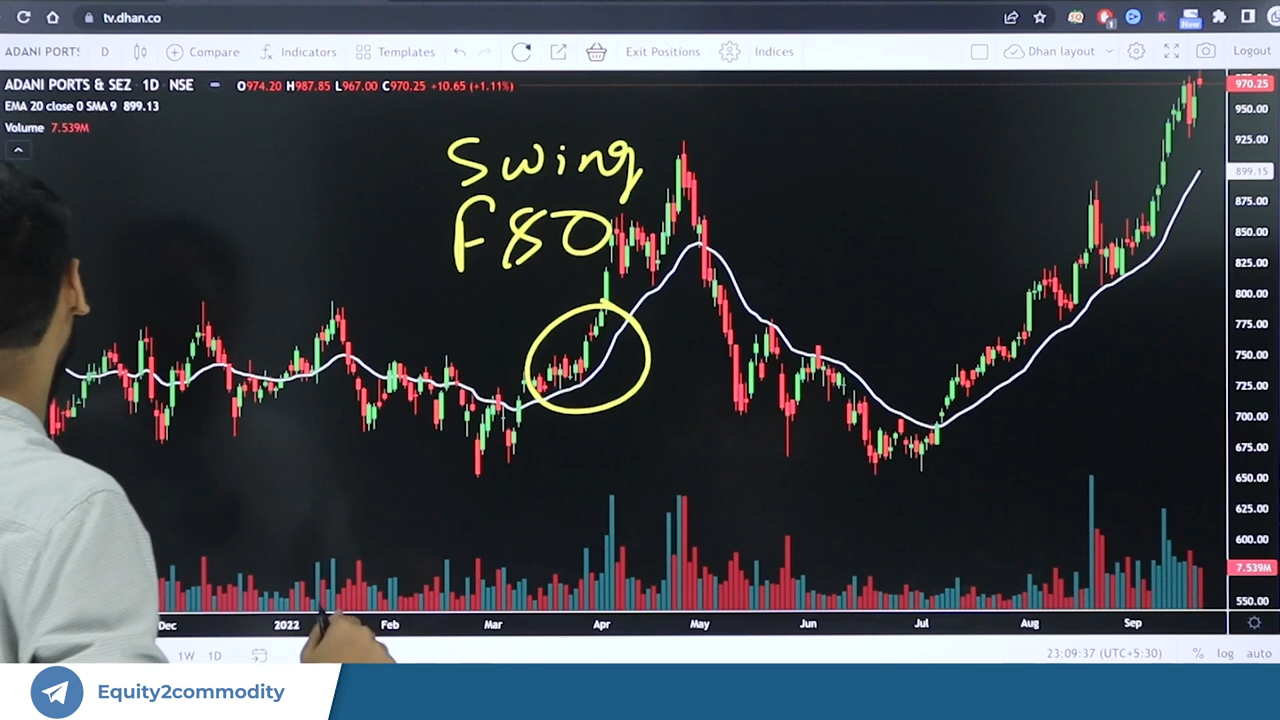 tv.dhan.co
New
1
ADANI PORTS D Compare Indicators Templates Exit Positions Indices Dhan layout Logout
ADANI PORTS & SEZ · 1D · NSE O974.20 H987.85 L967.00 C970.25 +10.65 (+1.11%)
EMA 20 close 0 SMA 9 899.13
Volume 7.539M
Swing
F&O
970.25
950.00
925.00
899.15
875.00
850.00
825.00
800.00
775.00
750.00
725.00
700.00
675.00
650.00
625.00
600.00
7.539M
550.00
Dec 2022 Feb Mar Apr May Jun Jul Aug Sep
1W 1D 23:09:37 (UTC+5:30) % log auto
Equity2commodity